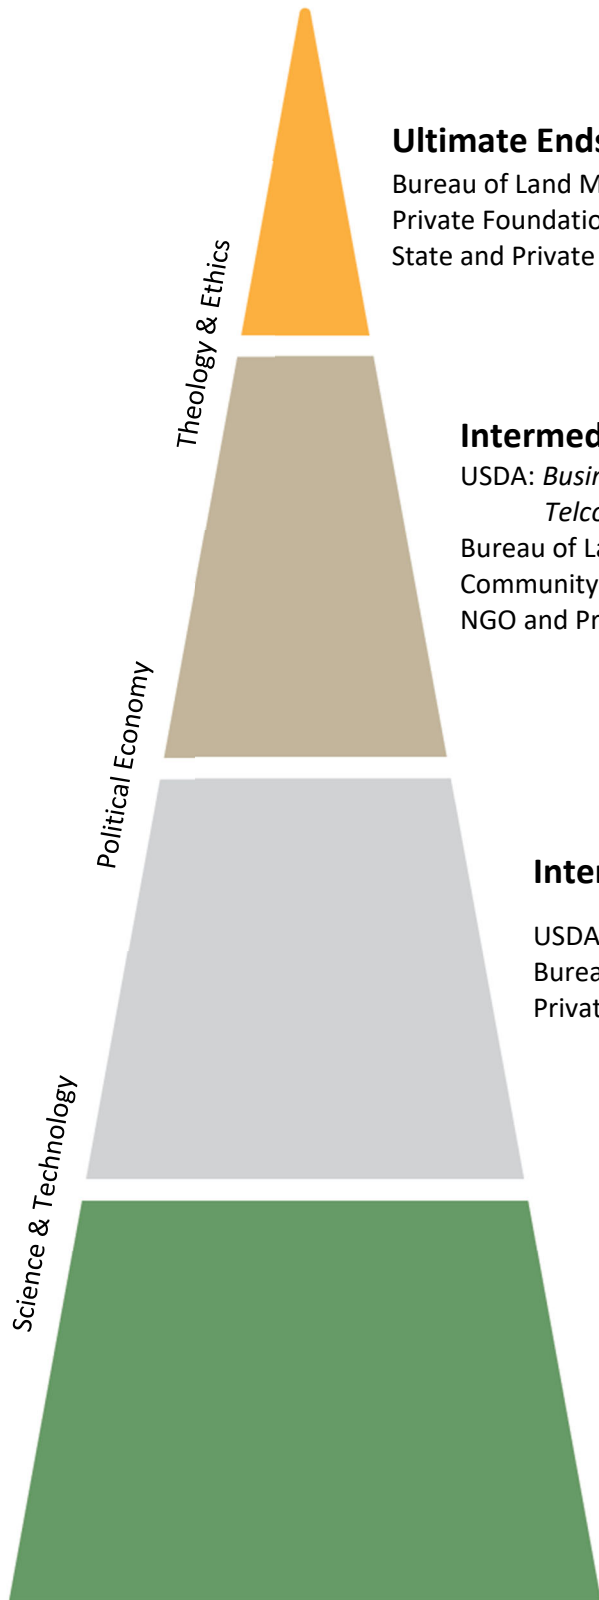 Ultimate Ends
Bureau of Land M
Private Foundatio
State and Private
Theology & Ethics
Intermed
USDA: Busin
Telco
Bureau of La
Community
NGO and Pr
Political Economy
Inter
USDA
Burea
Privat
Science & Technology